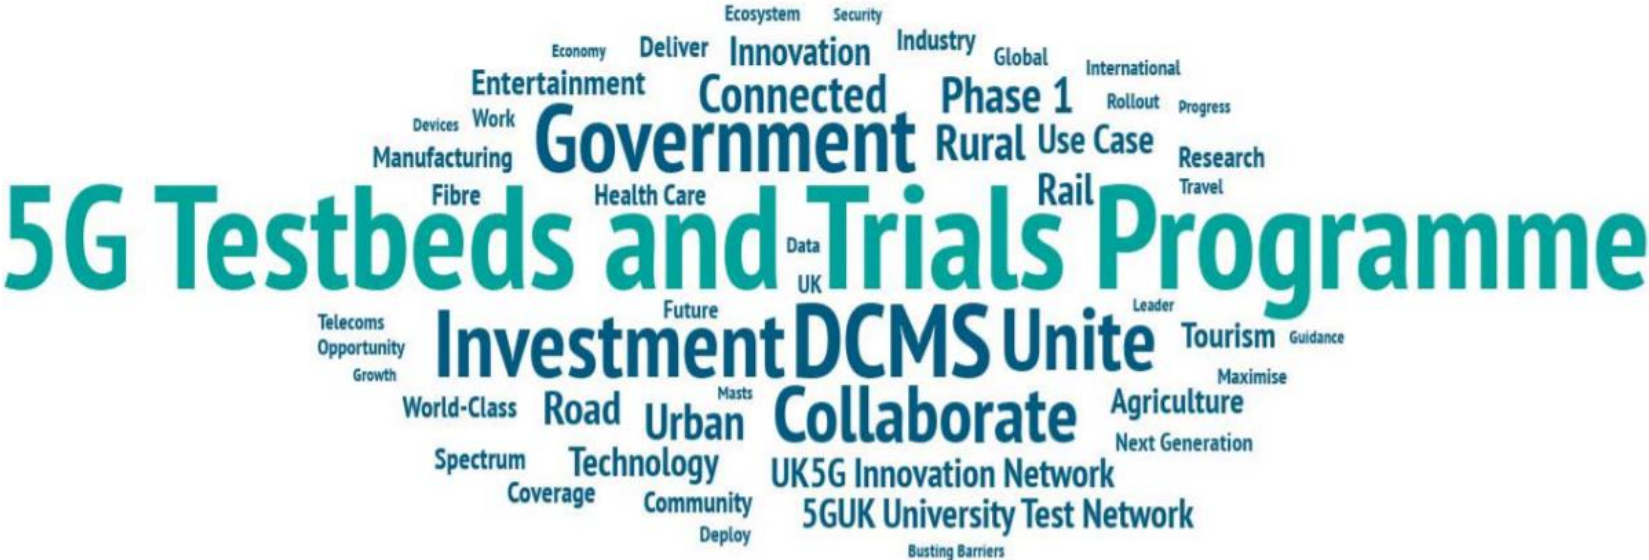 Ecosystem Security
Economy Deliver Innovation Industry Global
Entertainment Connected Phase 1 International
Devices Work Government Rural Use Case Rollout Progress
Manufacturing Research
Fibre Health Care Rail Travel
5G Testbeds and Trials Programme
Data
UK
Future Leader
Telecoms Investment DCMS Unite Tourism Guidance
Opportunity
Growth Maximise
World-Class Road Urban Masts Collaborate Agriculture
Next Generation
Spectrum Technology UK5G Innovation Network
Coverage Community 5GUK University Test Network
Deploy
Busting Barriers